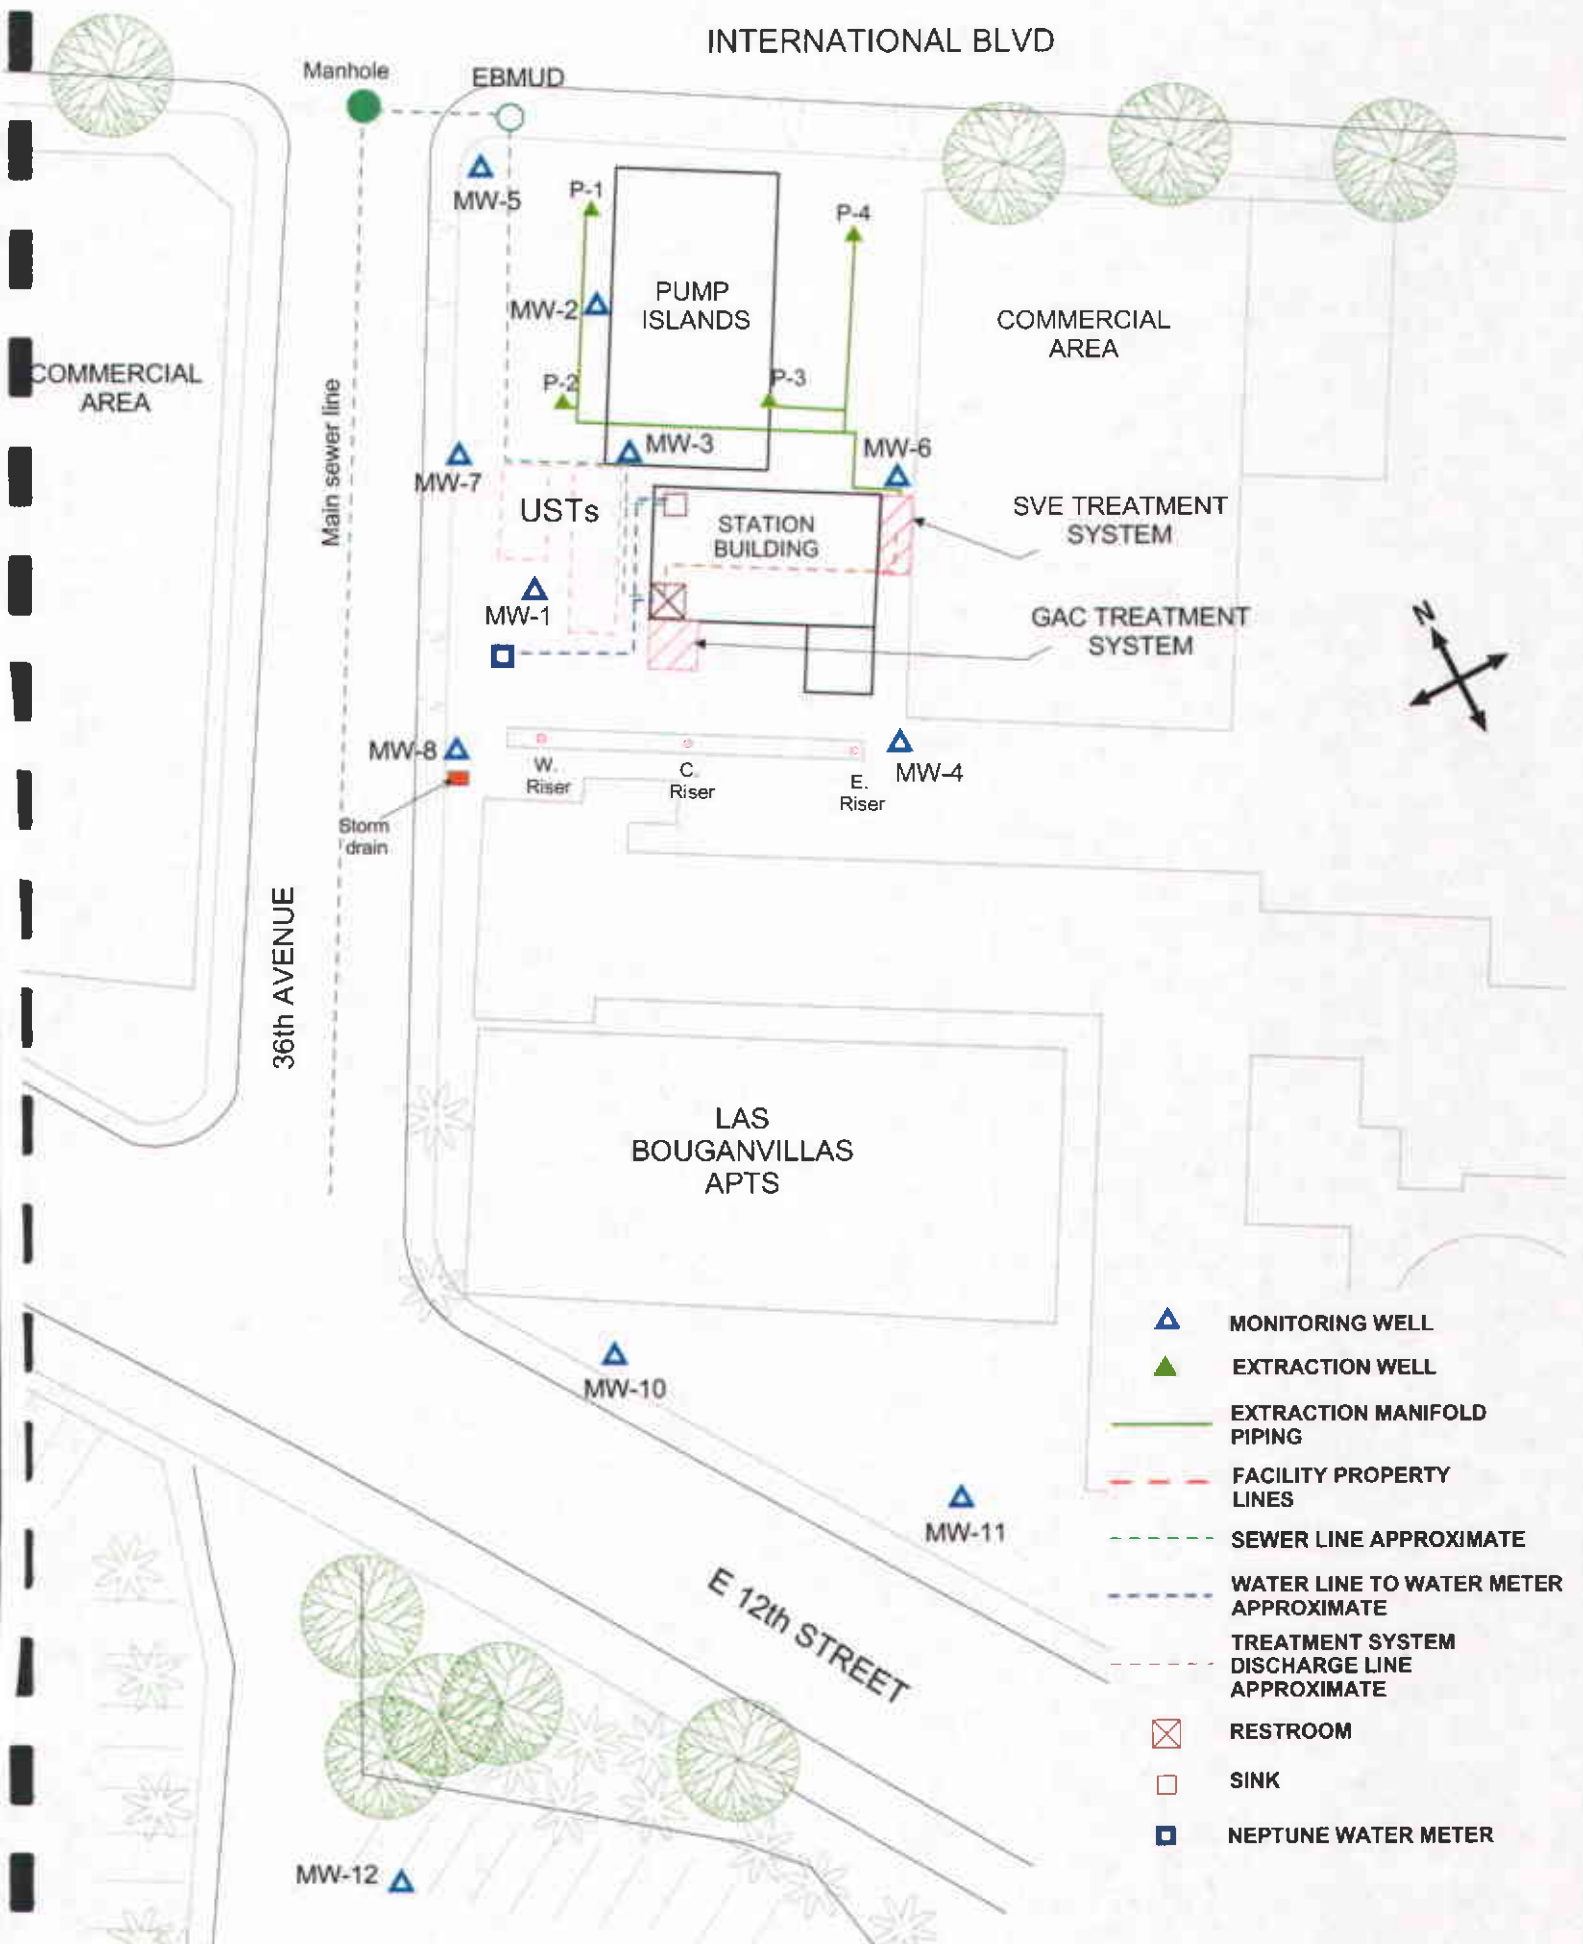 INTERNATIONAL BLVD
Manhole
EBMUD
MW-5
P-1
P-4
MW-2
PUMP
ISLANDS
COMMERCIAL
AREA
COMMERCIAL
AREA
P-2
P-3
Main sewer line
MW-3
MW-6
MW-7
USTs
STATION
BUILDING
SVE TREATMENT
SYSTEM
MW-1
GAC TREATMENT
SYSTEM
N
MW-8
W.
Riser
C.
Riser
E.
Riser
MW-4
Storm
drain
36th AVENUE
LAS
BOUGANVILLAS
APTS
MW-10
MW-11
E 12th STREET
MW-12
MONITORING WELL
EXTRACTION WELL
EXTRACTION MANIFOLD
PIPING
FACILITY PROPERTY
LINES
SEWER LINE APPROXIMATE
WATER LINE TO WATER METER
APPROXIMATE
TREATMENT SYSTEM
DISCHARGE LINE
APPROXIMATE
RESTROOM
SINK
NEPTUNE WATER METER